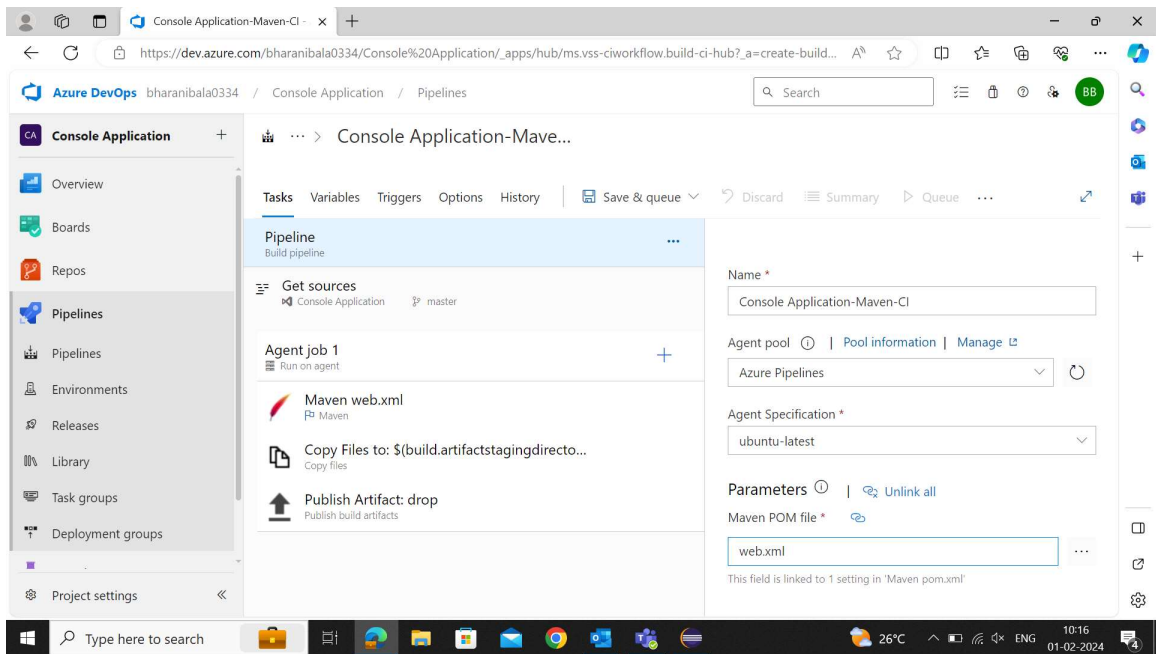 Console Application-Maven-CI -
https://dev.azure.com/bharanibala0334/Console%20Application/_apps/hub/ms.vss-ciworkflow.build-ci-hub?_a=create-build...
Azure DevOps bharanibala0334 / Console Application / Pipelines
Search
BB
CA Console Application
Console Application-Mave...
Overview
Boards
Repos
Pipelines
Pipelines
Environments
Releases
Library
Task groups
Deployment groups
Project settings
Tasks Variables Triggers Options History Save & queue Discard Summary Queue ...
Pipeline
Build pipeline
Get sources
Console Application master
Agent job 1
Run on agent
Maven web.xml
Maven
Copy Files to: $(build.artifactstagingdirecto...
Copy files
Publish Artifact: drop
Publish build artifacts
Name *
Console Application-Maven-CI
Agent pool | Pool information | Manage
Azure Pipelines
Agent Specification *
ubuntu-latest
Parameters | Unlink all
Maven POM file *
web.xml
This field is linked to 1 setting in 'Maven pom.xml'
Type here to search
26°C
ENG
10:16
01-02-2024
4